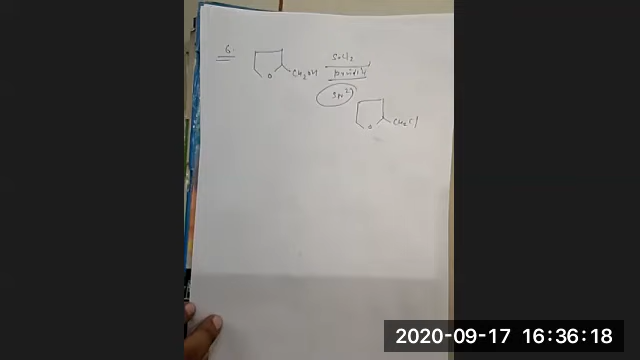 6.
O
CH2OH
SOCl2
pyridine
SN2
O
CH2Cl
2020-09-17 16:36:18